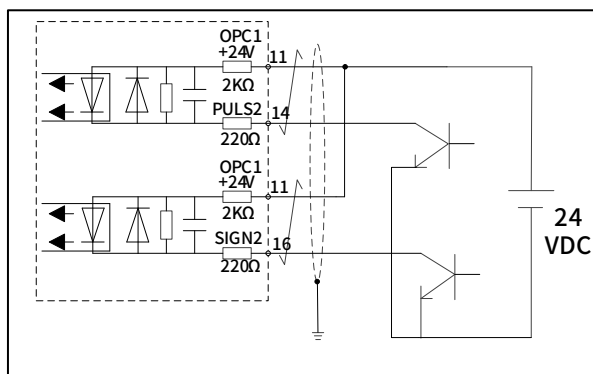 OPC1
+24V
11
2KΩ
PULS2
14
220Ω
OPC1
+24V
11
2KΩ
SIGN2
16
220Ω
24
VDC